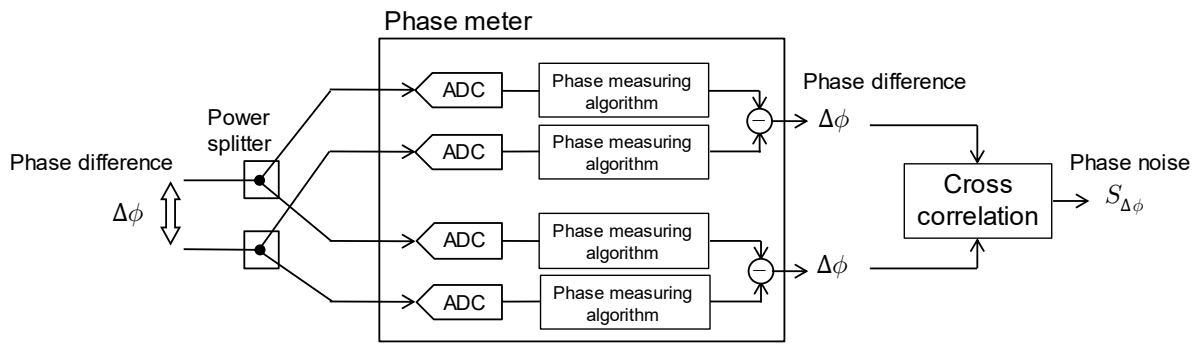 Phase meter
Phase difference
Δϕ
Power
splitter
ADC
Phase measuring
algorithm
ADC
Phase measuring
algorithm
ADC
Phase measuring
algorithm
ADC
Phase measuring
algorithm
−
−
Phase difference
Δϕ
Δϕ
Cross
correlation
Phase noise
S_Δϕ